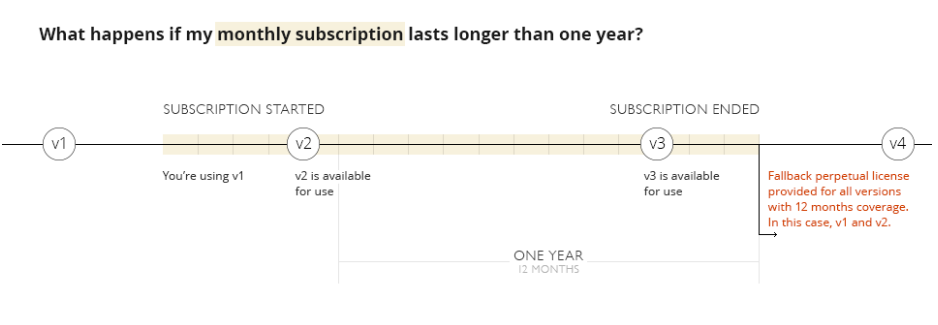 What happens if my monthly subscription lasts longer than one year?
SUBSCRIPTION STARTED
SUBSCRIPTION ENDED
v1
v2
v3
v4
You're using v1
v2 is available
for use
v3 is available
for use
Fallback perpetual license
provided for all versions
with 12 months coverage.
In this case, v1 and v2.
ONE YEAR
12 MONTHS